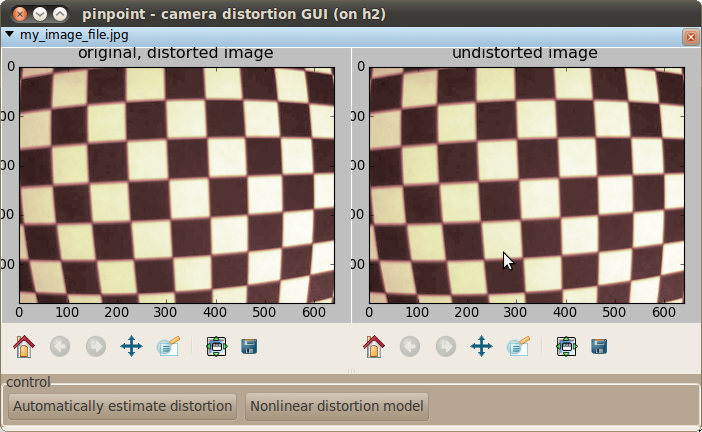 pinpoint - camera distortion GUI (on h2)
my_image_file.jpg
original, distorted image
undistorted image
0
00
00
00
00
0 100 200 300 400 500 600
0
00
00
00
00
0 100 200 300 400 500 600
control
Automatically estimate distortion
Nonlinear distortion model